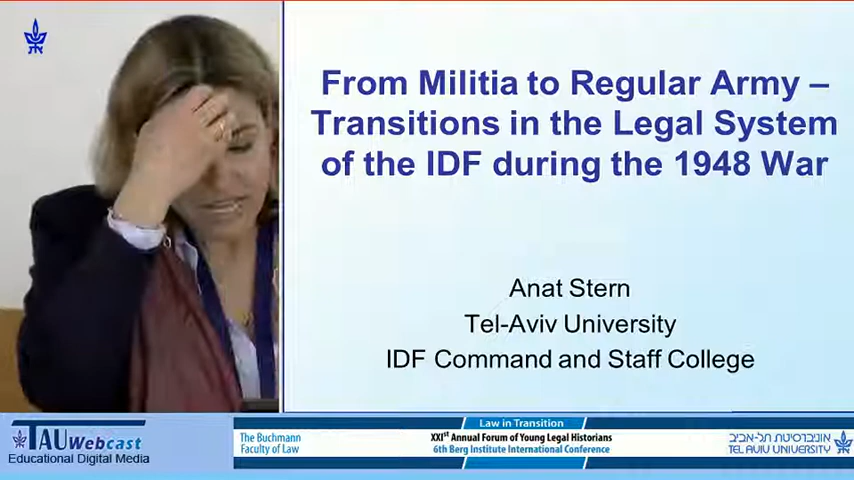 From Militia to Regular Army –
Transitions in the Legal System
of the IDF during the 1948 War
Anat Stern
Tel-Aviv University
IDF Command and Staff College
TAU Webcast
Educational Digital Media
The Buchmann
Faculty of Law
Law in Transition
XXIst Annual Forum of Young Legal Historians
6th Berg Institute International Conference
אוניברסיטת תל-אביב
TEL AVIV UNIVERSITY